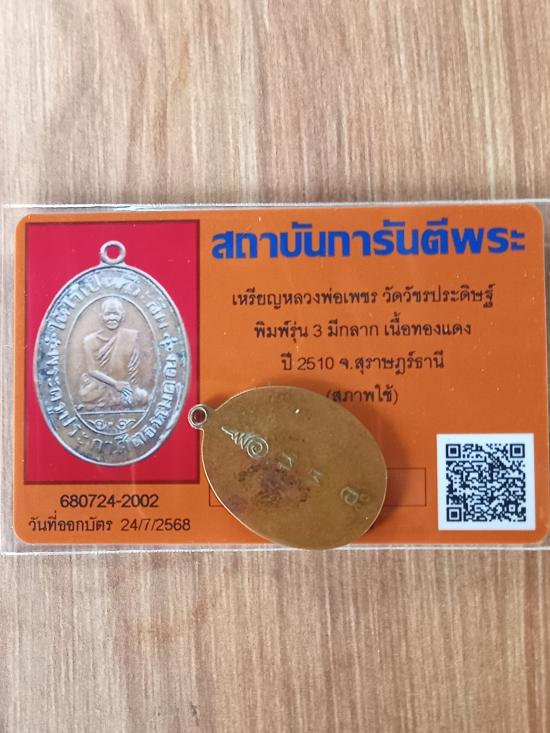 สถาบันการันตีพระ
เหรียญหลวงพ่อเพชร วัดวัชรประดิษฐ์
พิมพ์รุ่น 3 มีกลาก เนื้อทองแดง
ปี 2510 จ.สุราษฎร์ธานี
(สภาพใช้)
680724-2002
วันที่ออกบัตร 24/7/2568